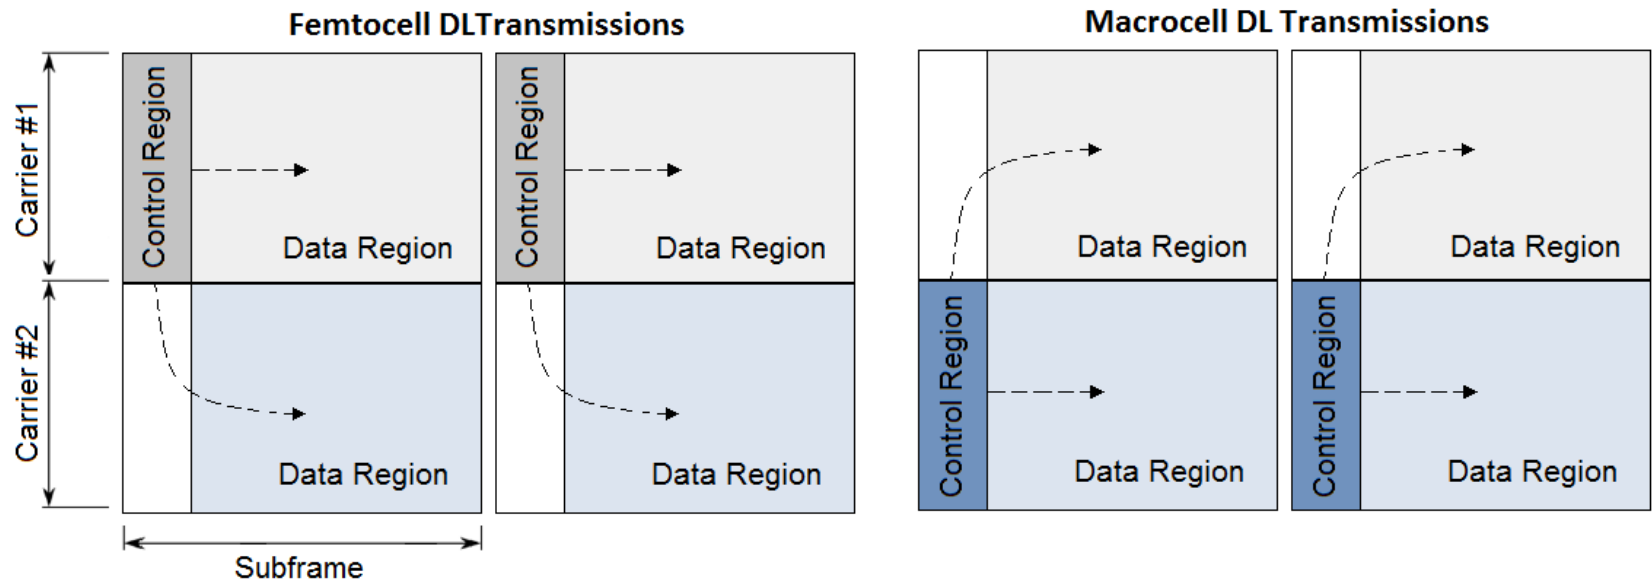 Femtocell DLTransmissions
Macrocell DL Transmissions
Carrier #1
Control Region
Data Region
Control Region
Data Region
Data Region
Data Region
Carrier #2
Data Region
Data Region
Control Region
Data Region
Control Region
Data Region
Subframe